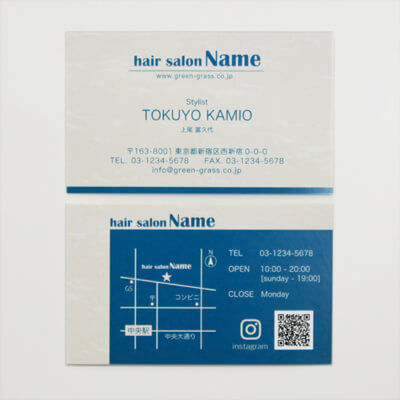 hair salon Name
www.green-grass.co.jp
Stylist
TOKUYO KAMIO
上尾 富久代
〒163-8001 東京都新宿区西新宿 0-0-0
TEL. 03-1234-5678 FAX. 03-1234-5678
info@green-grass.co.jp
hair salon Name
hair salon Name
N
GS
〒
コンビニ
中央駅
中央大通り
TEL 03-1234-5678
OPEN 10:00 - 20:00
[sunday - 19:00]
CLOSE Monday
instagram